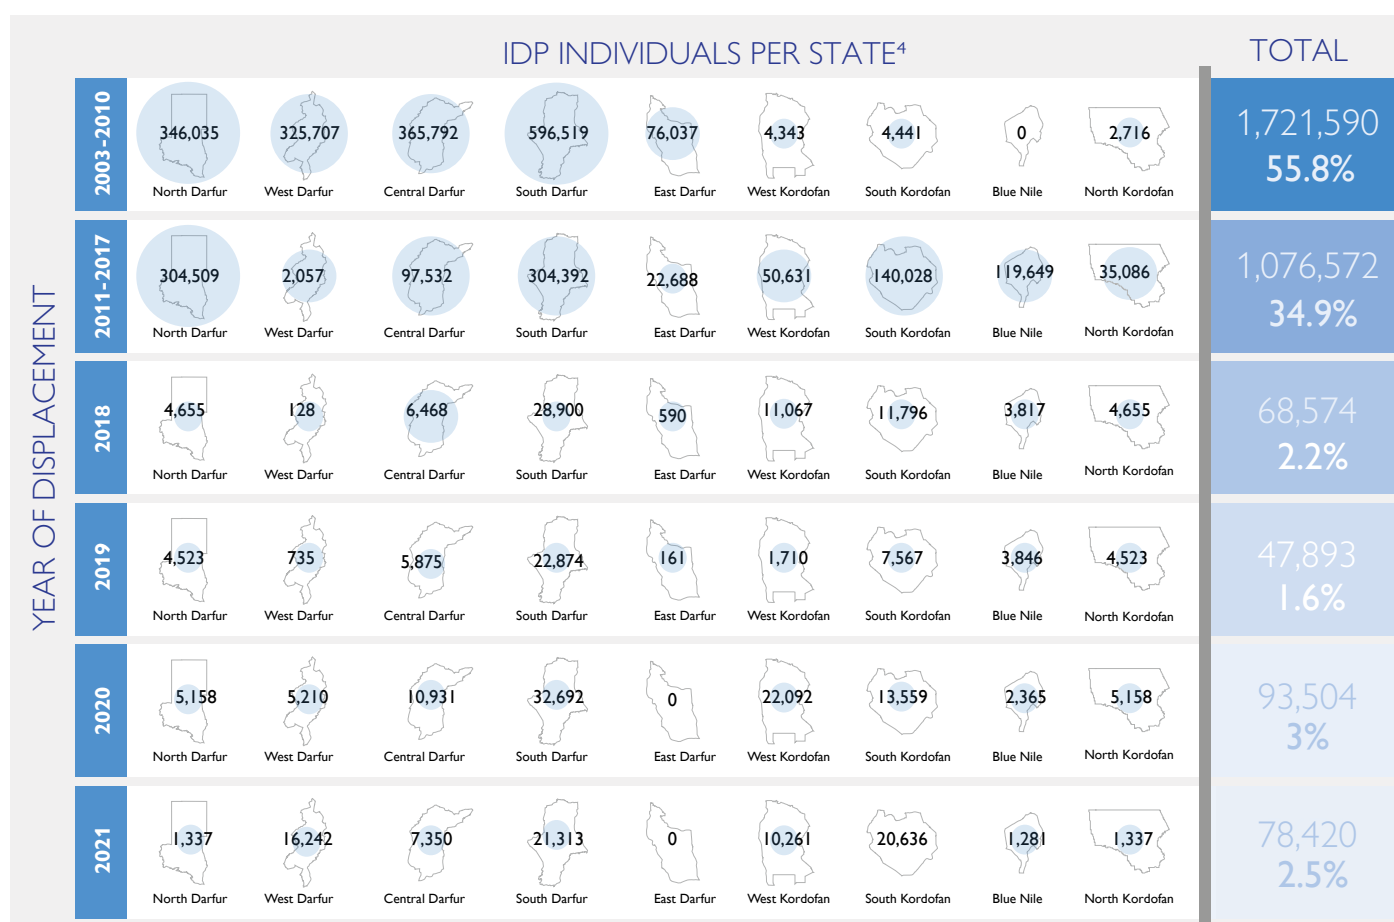 IDP INDIVIDUALS PER STATE⁴
TOTAL
YEAR OF DISPLACEMENT
2003-2010
346,035 325,707 365,792 596,519 76,037 4,343 4,441 0 2,716
North Darfur West Darfur Central Darfur South Darfur East Darfur West Kordofan South Kordofan Blue Nile North Kordofan
1,721,590
55.8%
2011-2017
304,509 2,057 97,532 304,392 22,688 50,631 140,028 119,649 35,086
North Darfur West Darfur Central Darfur South Darfur East Darfur West Kordofan South Kordofan Blue Nile North Kordofan
1,076,572
34.9%
2018
4,655 128 6,468 28,900 590 11,067 11,796 3,817 4,655
North Darfur West Darfur Central Darfur South Darfur East Darfur West Kordofan South Kordofan Blue Nile North Kordofan
68,574
2.2%
2019
4,523 735 5,875 22,874 161 1,710 7,567 3,846 4,523
North Darfur West Darfur Central Darfur South Darfur East Darfur West Kordofan South Kordofan Blue Nile North Kordofan
47,893
1.6%
2020
5,158 5,210 10,931 32,692 0 22,092 13,559 2,365 5,158
North Darfur West Darfur Central Darfur South Darfur East Darfur West Kordofan South Kordofan Blue Nile North Kordofan
93,504
3%
2021
1,337 16,242 7,350 21,313 0 10,261 20,636 1,281 1,337
North Darfur West Darfur Central Darfur South Darfur East Darfur West Kordofan South Kordofan Blue Nile North Kordofan
78,420
2.5%